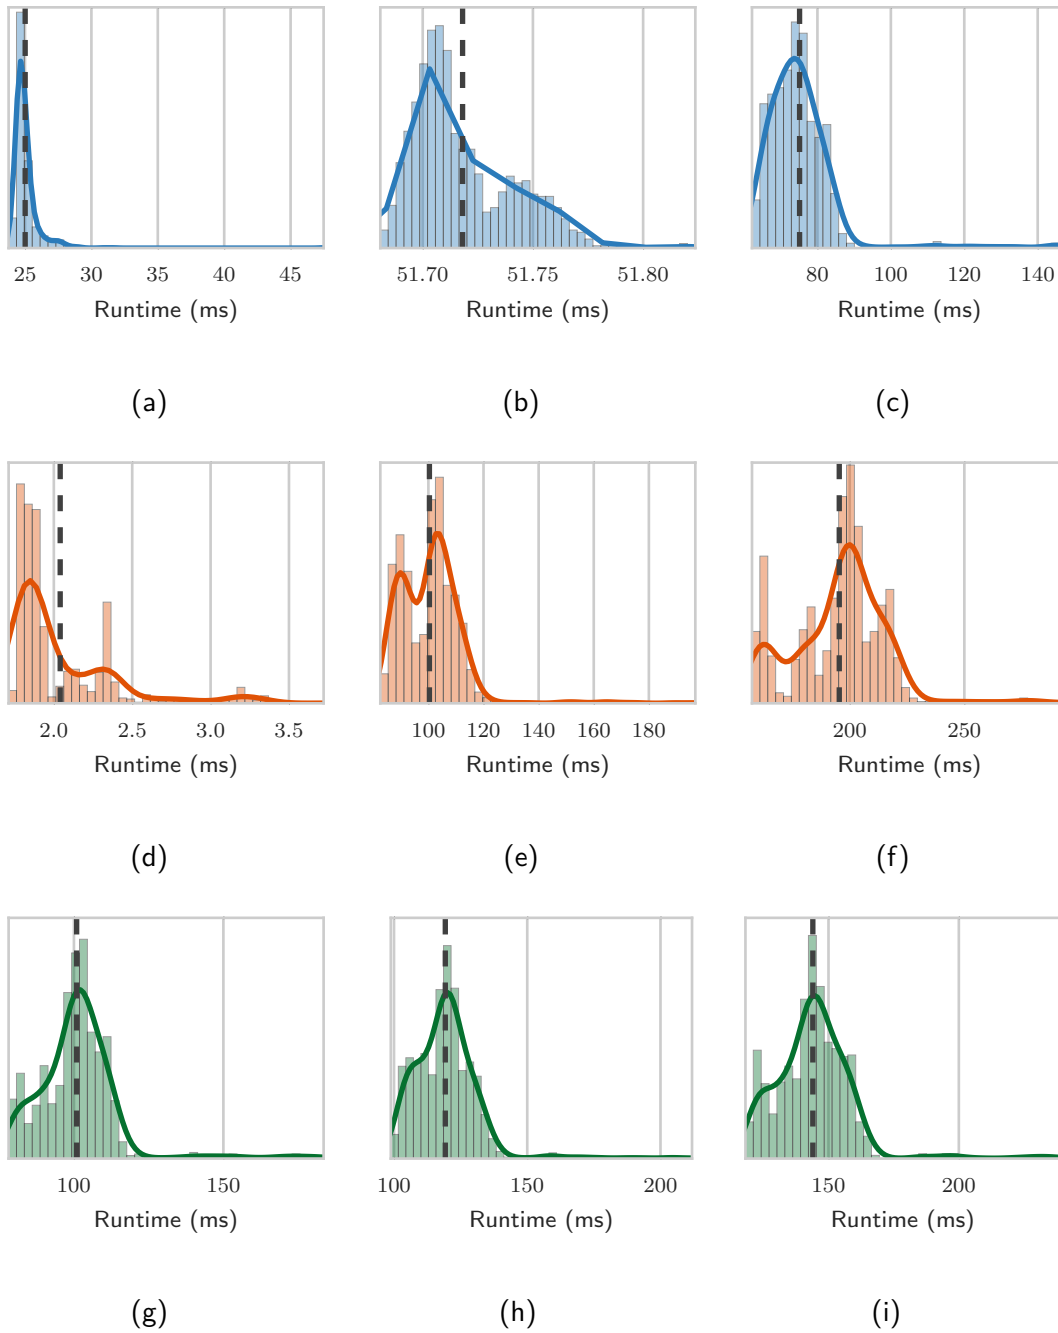 25 30 35 40 45
51.70 51.75 51.80
80 100 120 140
Runtime (ms)
Runtime (ms)
Runtime (ms)
(a)
(b)
(c)
2.0 2.5 3.0 3.5
100 120 140 160 180
200 250
Runtime (ms)
Runtime (ms)
Runtime (ms)
(d)
(e)
(f)
100 150
100 150 200
150 200
Runtime (ms)
Runtime (ms)
Runtime (ms)
(g)
(h)
(i)